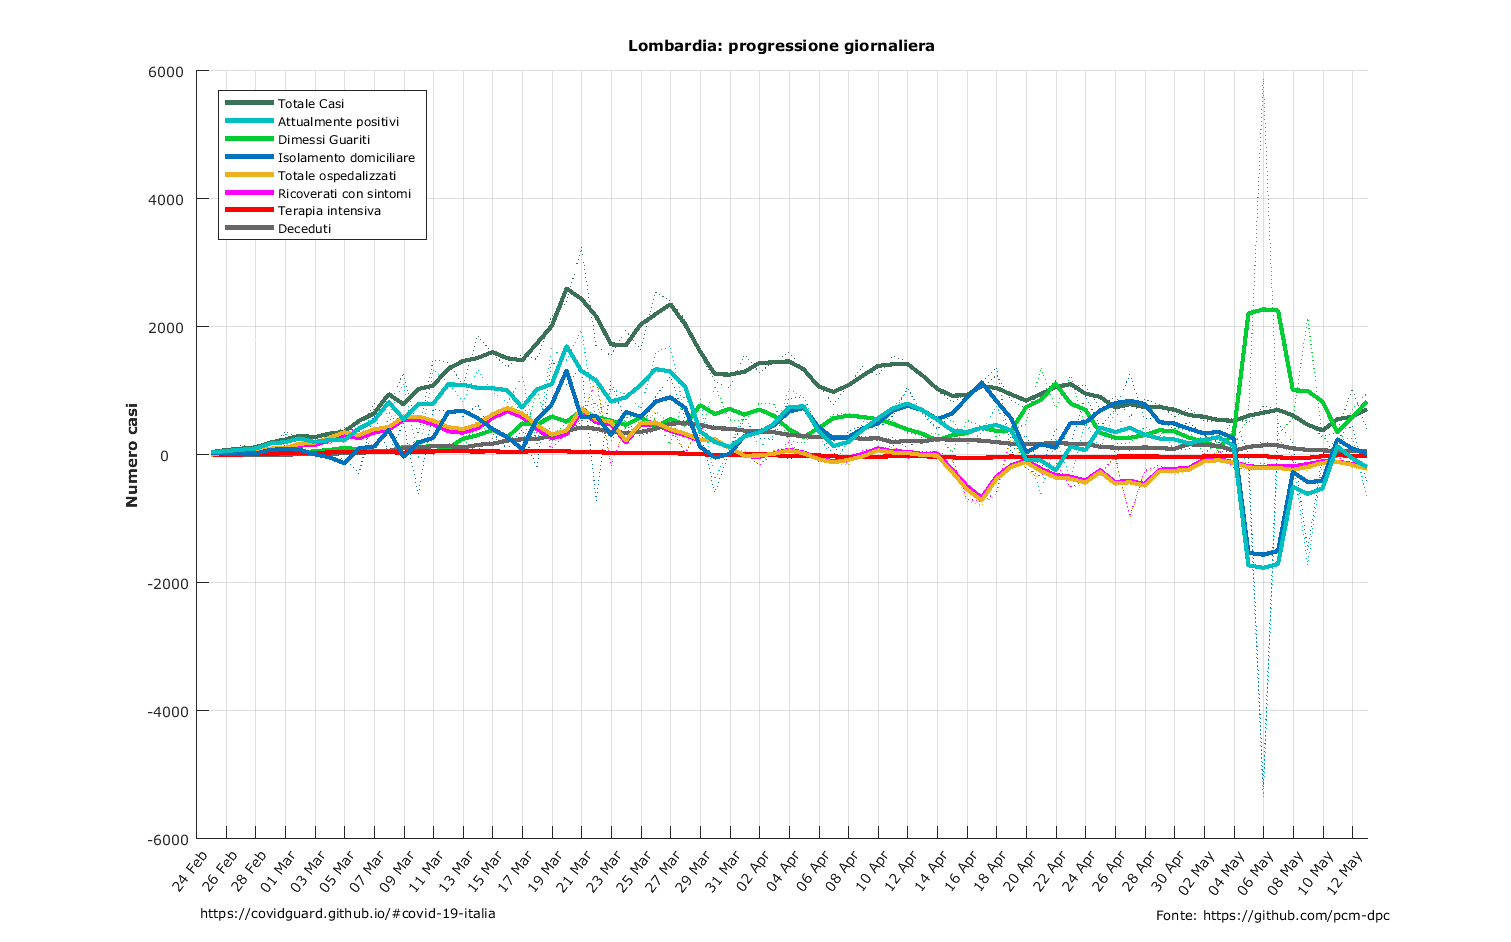 Lombardia: progressione giornaliera
Numero casi
6000
4000
2000
0
-2000
-4000
-6000
Totale Casi
Attualmente positivi
Dimessi Guariti
Isolamento domiciliare
Totale ospedalizzati
Ricoverati con sintomi
Terapia intensiva
Deceduti
24 Feb
26 Feb
28 Feb
01 Mar
03 Mar
05 Mar
07 Mar
09 Mar
11 Mar
13 Mar
15 Mar
17 Mar
19 Mar
21 Mar
23 Mar
25 Mar
27 Mar
29 Mar
31 Mar
02 Apr
04 Apr
06 Apr
08 Apr
10 Apr
12 Apr
14 Apr
16 Apr
18 Apr
20 Apr
22 Apr
24 Apr
26 Apr
28 Apr
30 Apr
02 May
04 May
06 May
08 May
10 May
12 May
https://covidguard.github.io/#covid-19-italia
Fonte: https://github.com/pcm-dpc